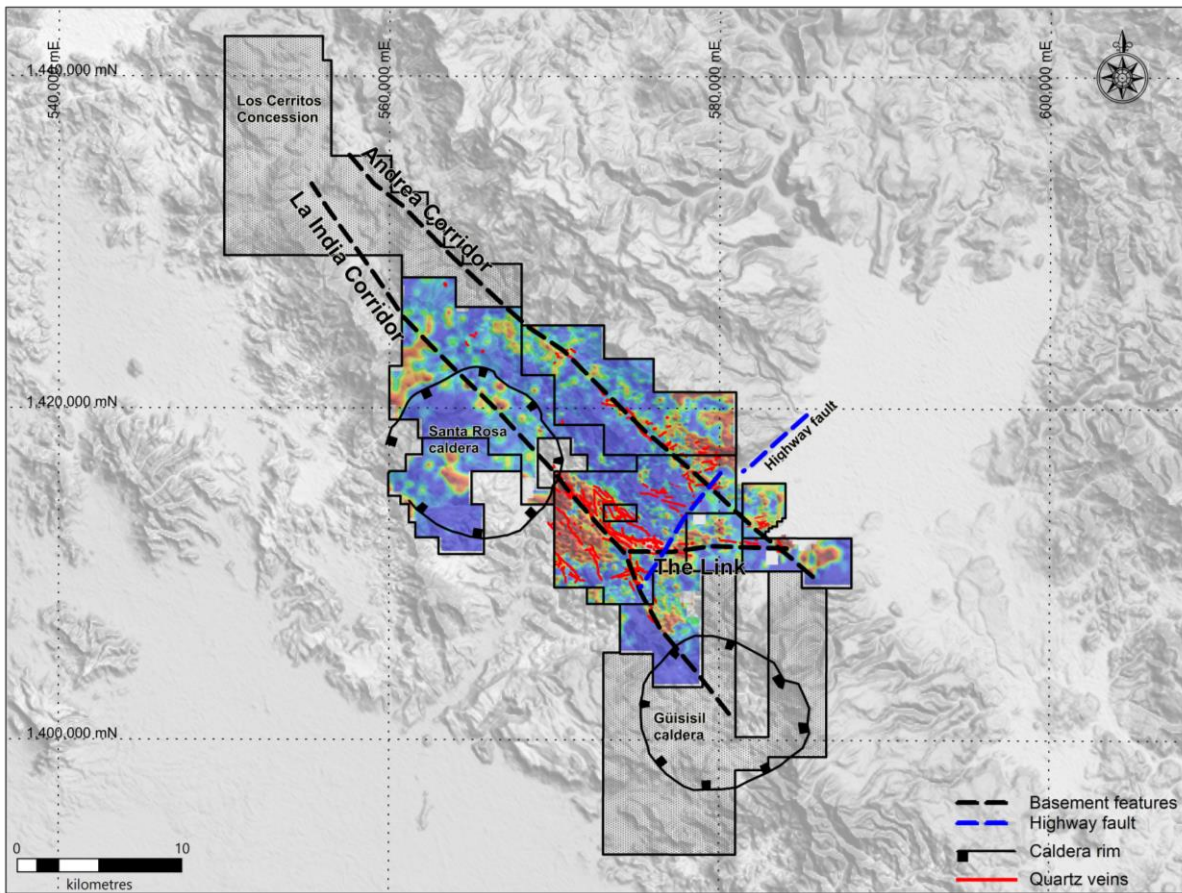 540,000 mE
560,000 mE
580,000 mE
600,000 mE
1,440,000 mN
Los Cerritos
Concession
Andrea Corridor
La India Corridor
1,420,000 mN
Santa Rosa
caldera
Highway fault
The Link
Güisisil
caldera
1,400,000 mN
0
10
kilometres
Basement features
Highway fault
Caldera rim
Quartz veins